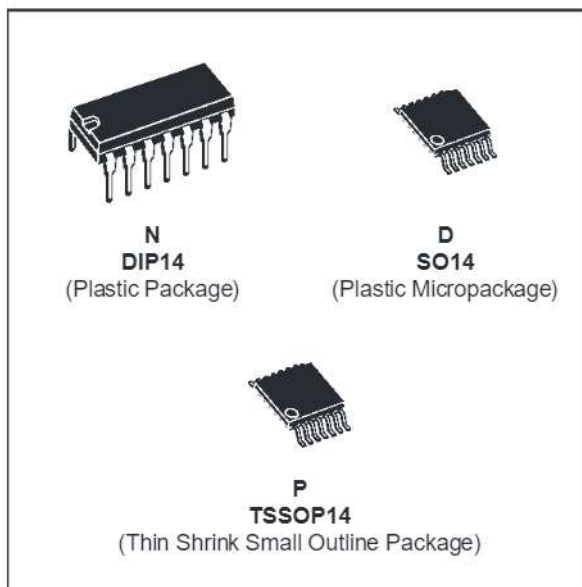 N
DIP14
(Plastic Package)
D
SO14
(Plastic Micropackage)
P
TSSOP14
(Thin Shrink Small Outline Package)